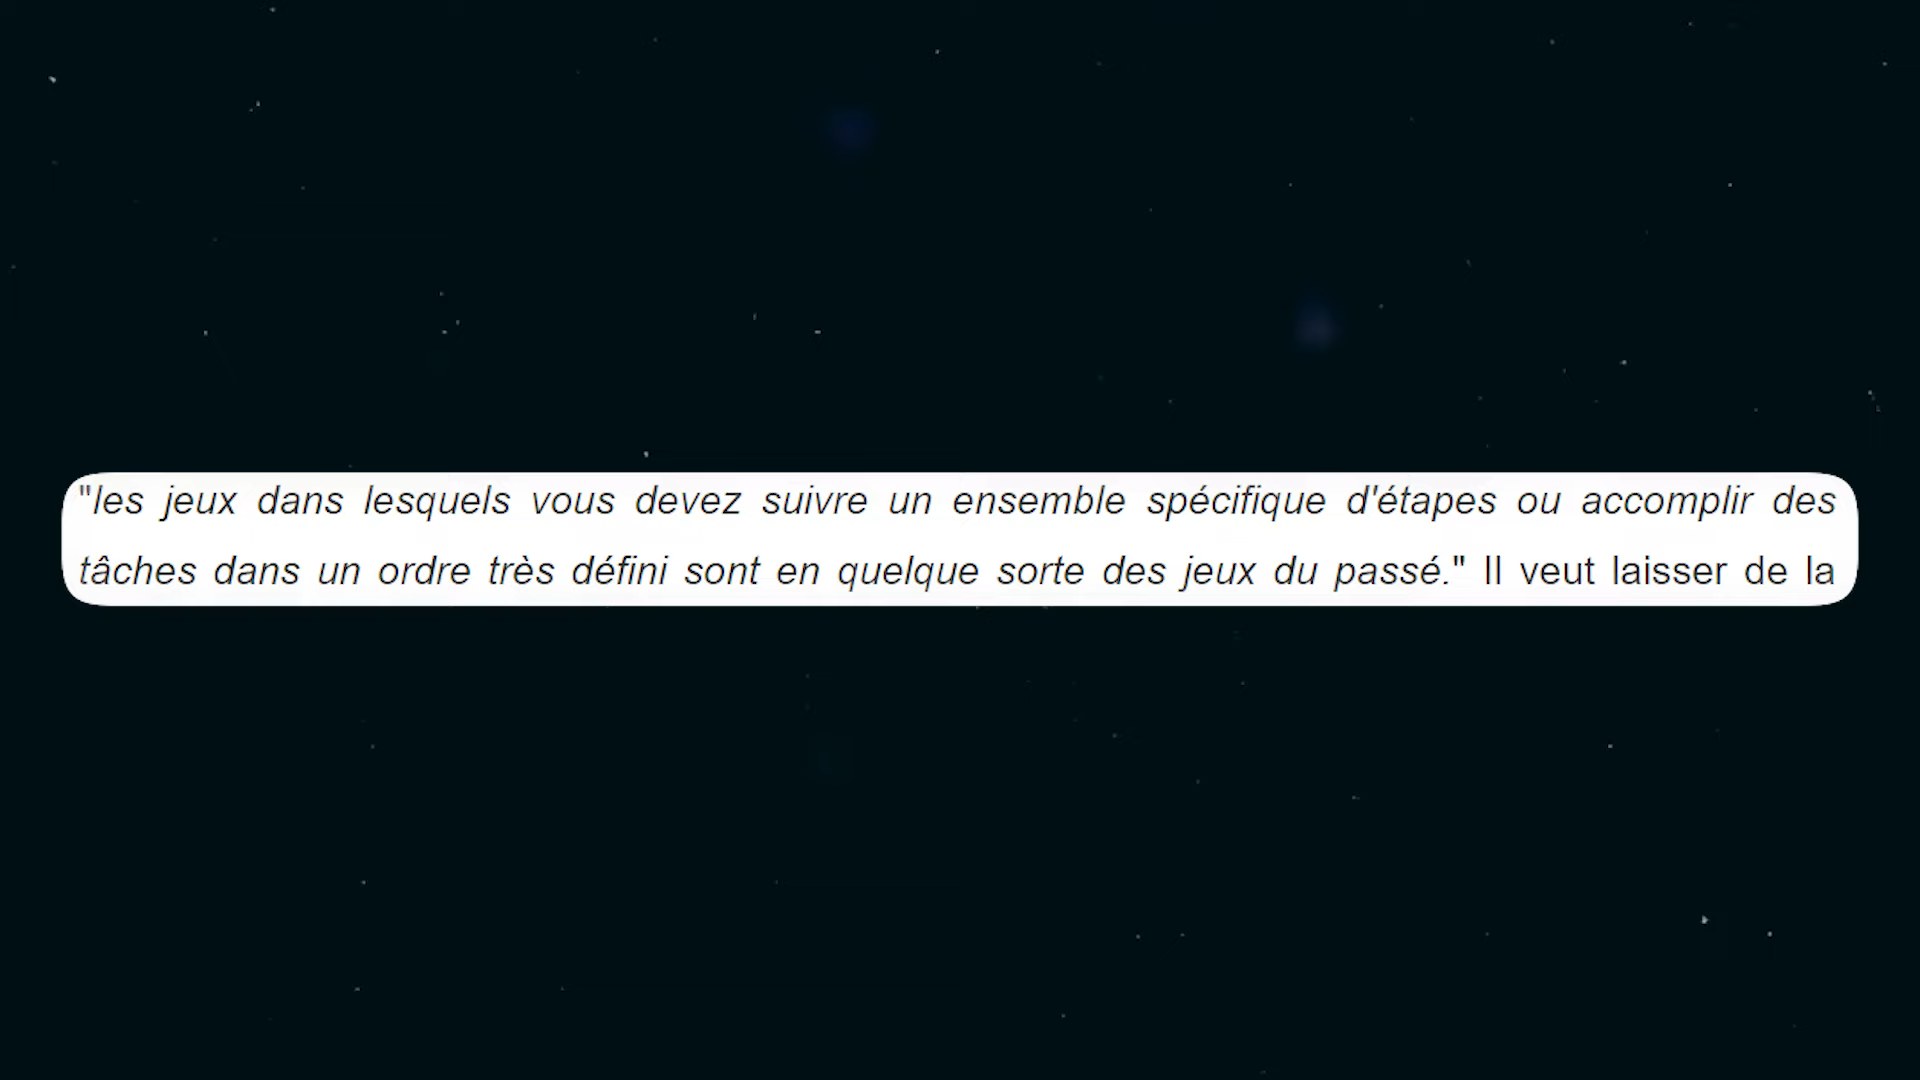 "les jeux dans lesquels vous devez suivre un ensemble spécifique d'étapes ou accomplir des
tâches dans un ordre très défini sont en quelque sorte des jeux du passé." Il veut laisser de la